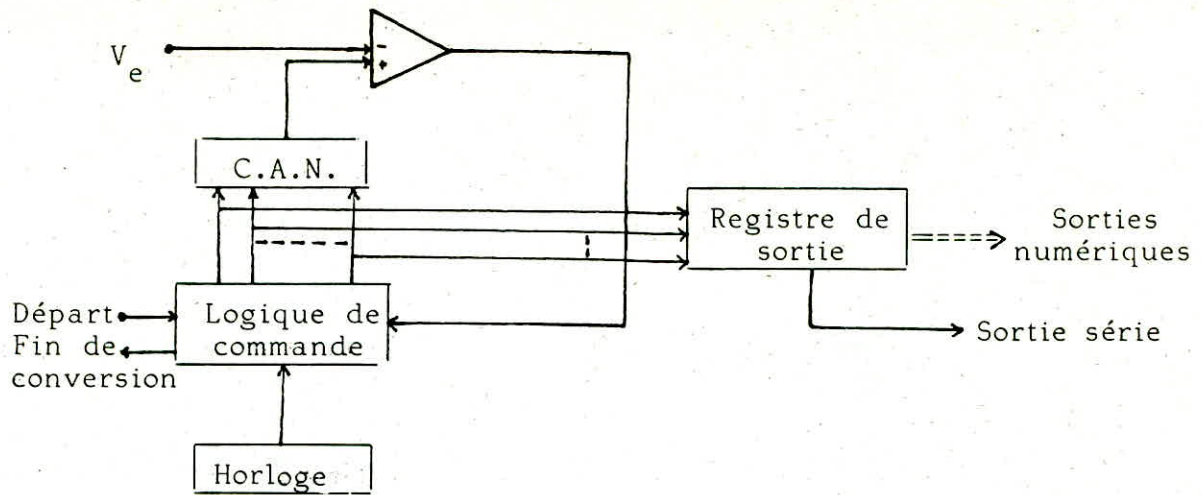 V
e
-
+
C.A.N.
Registre de
sortie
Sorties
numériques
Départ
Fin de
conversion
Logique de
commande
Sortie série
Horloge